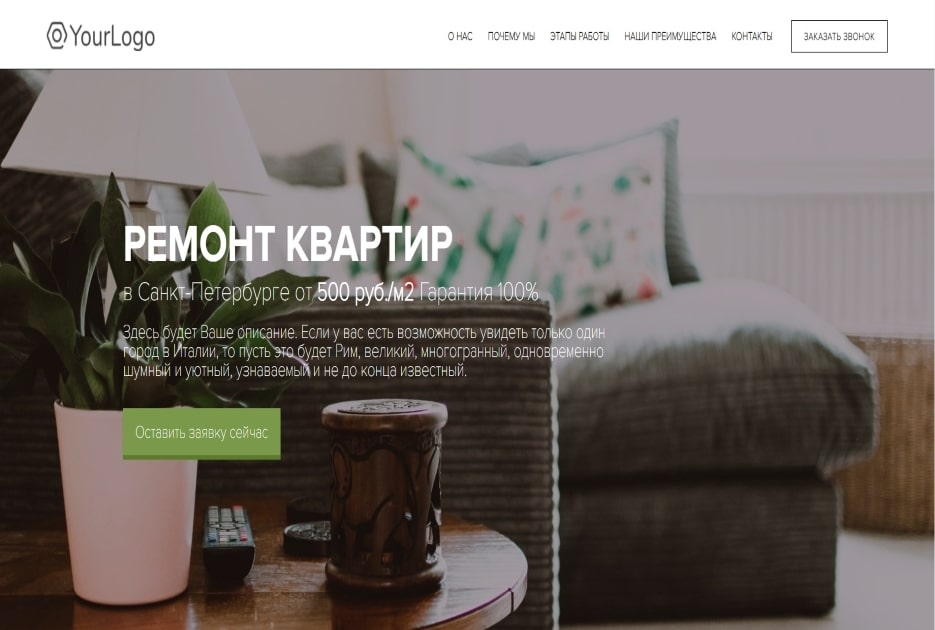 YourLogo
О НАС ПОЧЕМУ МЫ ЭТАПЫ РАБОТЫ НАШИ ПРЕИМУЩЕСТВА КОНТАКТЫ ЗАКАЗАТЬ ЗВОНОК
РЕМОНТ КВАРТИР
в Санкт-Петербурге от 500 руб./м2 Гарантия 100%
Здесь будет Ваше описание. Если у вас есть возможность увидеть только один
город в Италии, то пусть это будет Рим, великий, многогранный, одновременно
шумный и уютный, узнаваемый и не до конца известный.
Оставить заявку сейчас